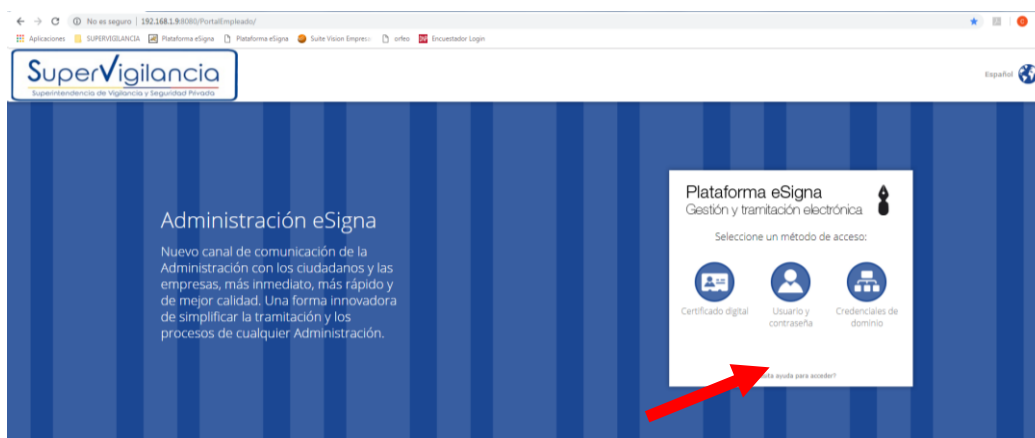 No es seguro | 192.168.1.9:8080/PortalEmpleado/
Aplicaciones SUPERVIGILANCIA Plataforma eSigna Plataforma eSigna Suite Vision Empresa orfeo Encuestador Login
SuperVigilancia
Superintendencia de Vigilancia y Seguridad Privada
Español
Administración eSigna
Nuevo canal de comunicación de la
Administración con los ciudadanos y las
empresas, más inmediato, más rápido y
de mejor calidad. Una forma innovadora
de simplificar la tramitación y los
procesos de cualquier Administración.
Plataforma eSigna
Gestión y tramitación electrónica
Seleccione un método de acceso:
Certificado digital
Usuario y
contraseña
Credenciales de
dominio
ayuda para acceder?